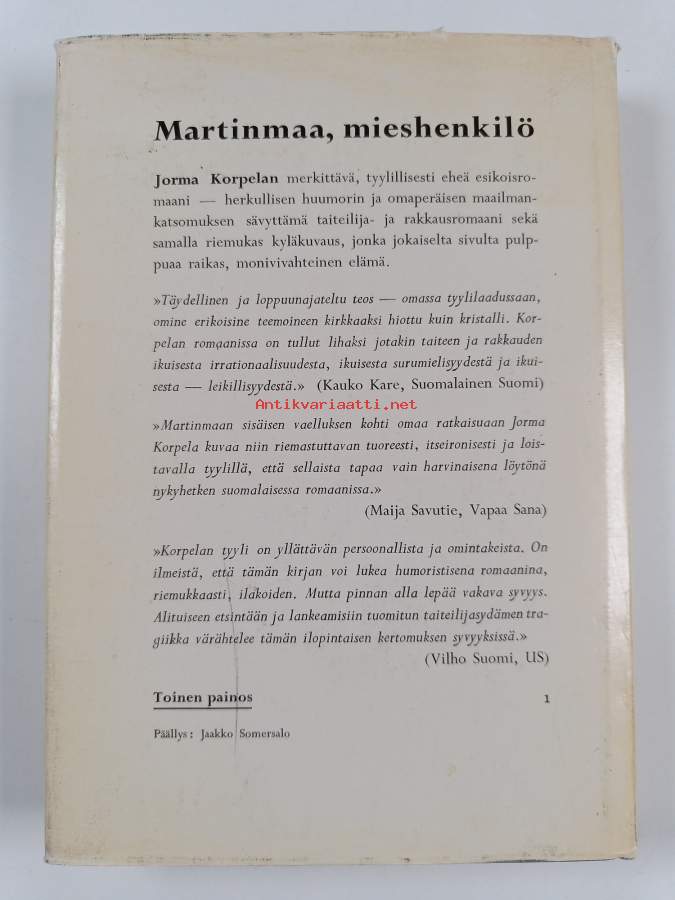 Martinmaa, mieshenkilö
Jorma Korpelan merkittävä, tyylillisesti eheä esikoisro-
maani — herkullisen huumorin ja omaperäisen maailman-
katsomuksen sävyttämä taiteilija- ja rakkausromaani sekä
samalla riemukas kyläkuvaus, jonka jokaiselta sivulta pulp-
puaa raikas, monivivahteinen elämä.
»Täydellinen ja loppuunajateltu teos — omassa tyylilaadussaan,
omine erikoisine teemoineen kirkkaaksi hiottu kuin kristalli. Kor-
pelan romaanissa on tullut lihaksi jotakin taiteen ja rakkauden
ikuisesta irrationaalisuudesta, ikuisesta surumielisyydestä ja ikui-
sesta — leikillisyydestä.» (Kauko Kare, Suomalainen Suomi)
Antikvariaatti.net
»Martinmaan sisäisen vaelluksen kohti omaa ratkaisuaan Jorma
Korpela kuvaa niin riemastuttavan tuoreesti, itseironisesti ja lois-
tavalla tyylillä, että sellaista tapaa vain harvinaisena löytönä
nykyhetken suomalaisessa romaanissa.»
(Maija Savutie, Vapaa Sana)
»Korpelan tyyli on yllättävän persoonallista ja omintakeista. On
ilmeistä, että tämän kirjan voi lukea humoristisena romaanina,
riemukkaasti, ilakoiden. Mutta pinnan alla lepää vakava syvyys.
Alituiseen etsintään ja lankeamisiin tuomitun taiteilijasydämen tra-
giikka värähtelee tämän ilopintaisen kertomuksen syvyyksissä.»
(Vilho Suomi, US)
Toinen painos 1
Päällys: Jaakko Somersalo